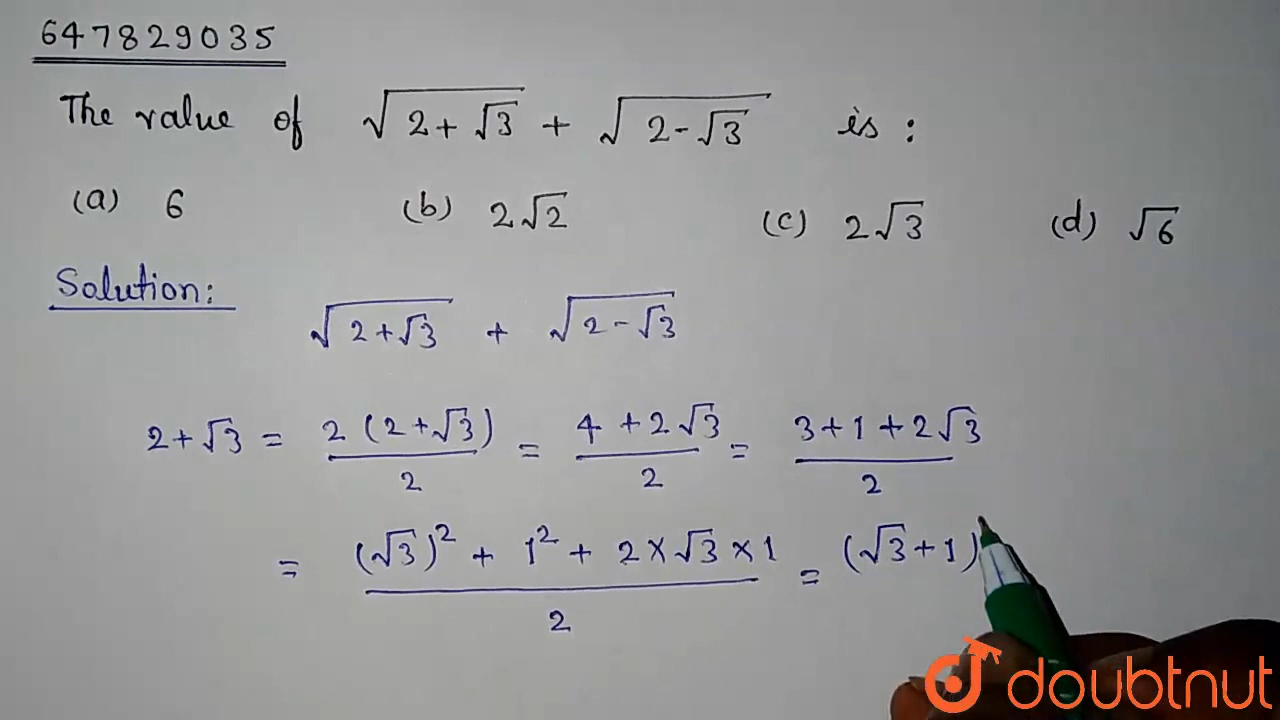 647829035
The value of √(2+√3) + √(2-√3) is :
(a) 6 (b) 2√2 (c) 2√3 (d) √6
Solution:
√(2+√3) + √(2-√3)
2+√3 = 2(2+√3)/2 = 4+2√3/2 = 3+1+2√3/2
= (√3)² + 1² + 2×√3×1/2 = (√3+1)
doubtnut